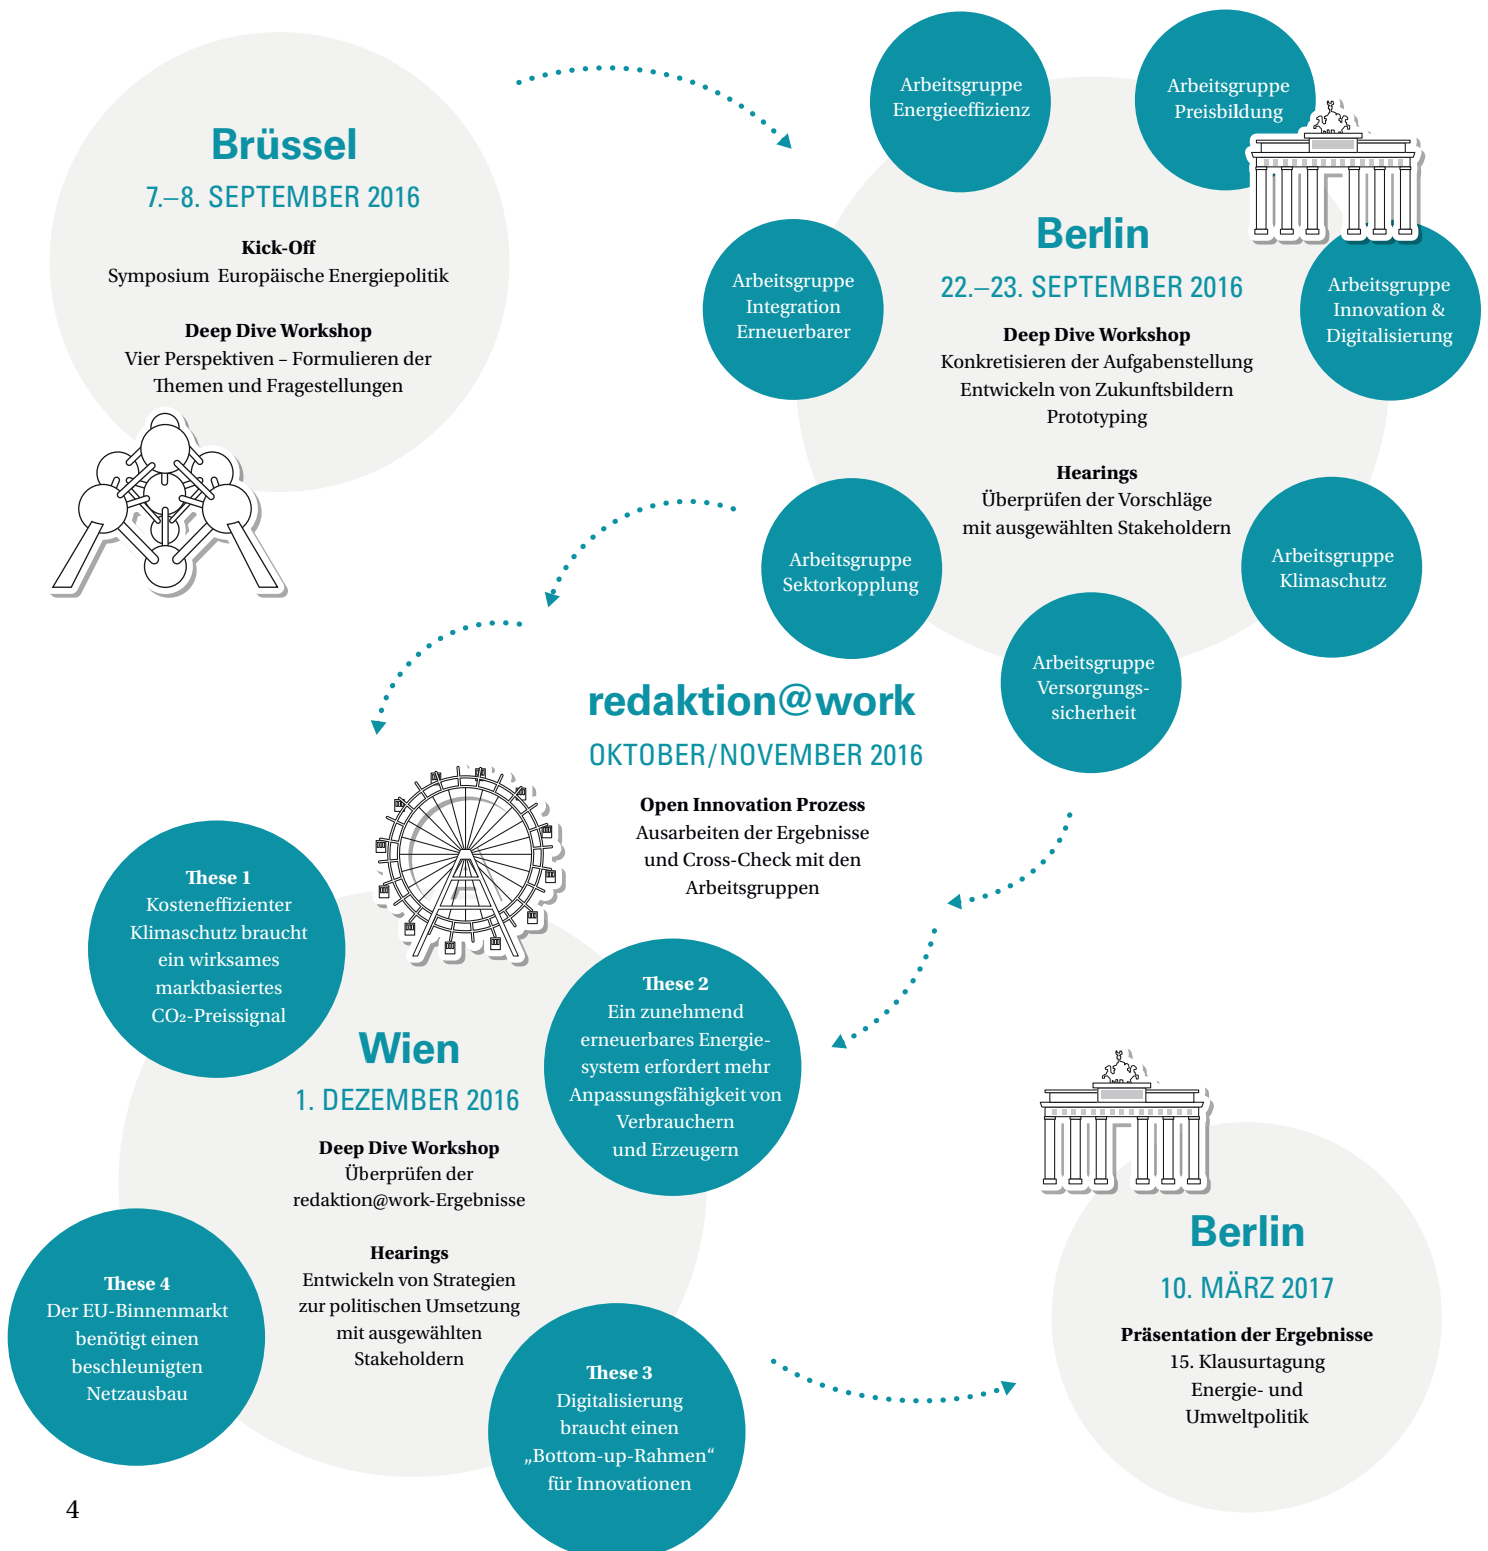 Brüssel
7.–8. SEPTEMBER 2016
Kick-Off
Symposium Europäische Energiepolitik
Deep Dive Workshop
Vier Perspektiven – Formulieren der
Themen und Fragestellungen
Arbeitsgruppe
Energieeffizienz
Arbeitsgruppe
Preisbildung
Arbeitsgruppe
Integration
Erneuerbarer
Berlin
22.–23. SEPTEMBER 2016
Deep Dive Workshop
Konkretisieren der Aufgabenstellung
Entwickeln von Zukunftsbildern
Prototyping
Hearings
Überprüfen der Vorschläge
mit ausgewählten Stakeholdern
Arbeitsgruppe
Innovation &
Digitalisierung
Arbeitsgruppe
Sektorkopplung
Arbeitsgruppe
Klimaschutz
Arbeitsgruppe
Versorgungs-
sicherheit
redaktion@work
OKTOBER/NOVEMBER 2016
Open Innovation Prozess
Ausarbeiten der Ergebnisse
und Cross-Check mit den
Arbeitsgruppen
These 1
Kosteneffizienter
Klimaschutz braucht
ein wirksames
marktbasiertes
CO₂-Preissignal
These 2
Ein zunehmend
erneuerbares Energie-
system erfordert mehr
Anpassungsfähigkeit von
Verbrauchern
und Erzeugern
Wien
1. DEZEMBER 2016
Deep Dive Workshop
Überprüfen der
redaktion@work-Ergebnisse
Hearings
Entwickeln von Strategien
zur politischen Umsetzung
mit ausgewählten
Stakeholdern
These 4
Der EU-Binnenmarkt
benötigt einen
beschleunigten
Netzausbau
These 3
Digitalisierung
braucht einen
„Bottom-up-Rahmen“
für Innovationen
Berlin
10. MÄRZ 2017
Präsentation der Ergebnisse
15. Klausurtagung
Energie- und
Umweltpolitik
4